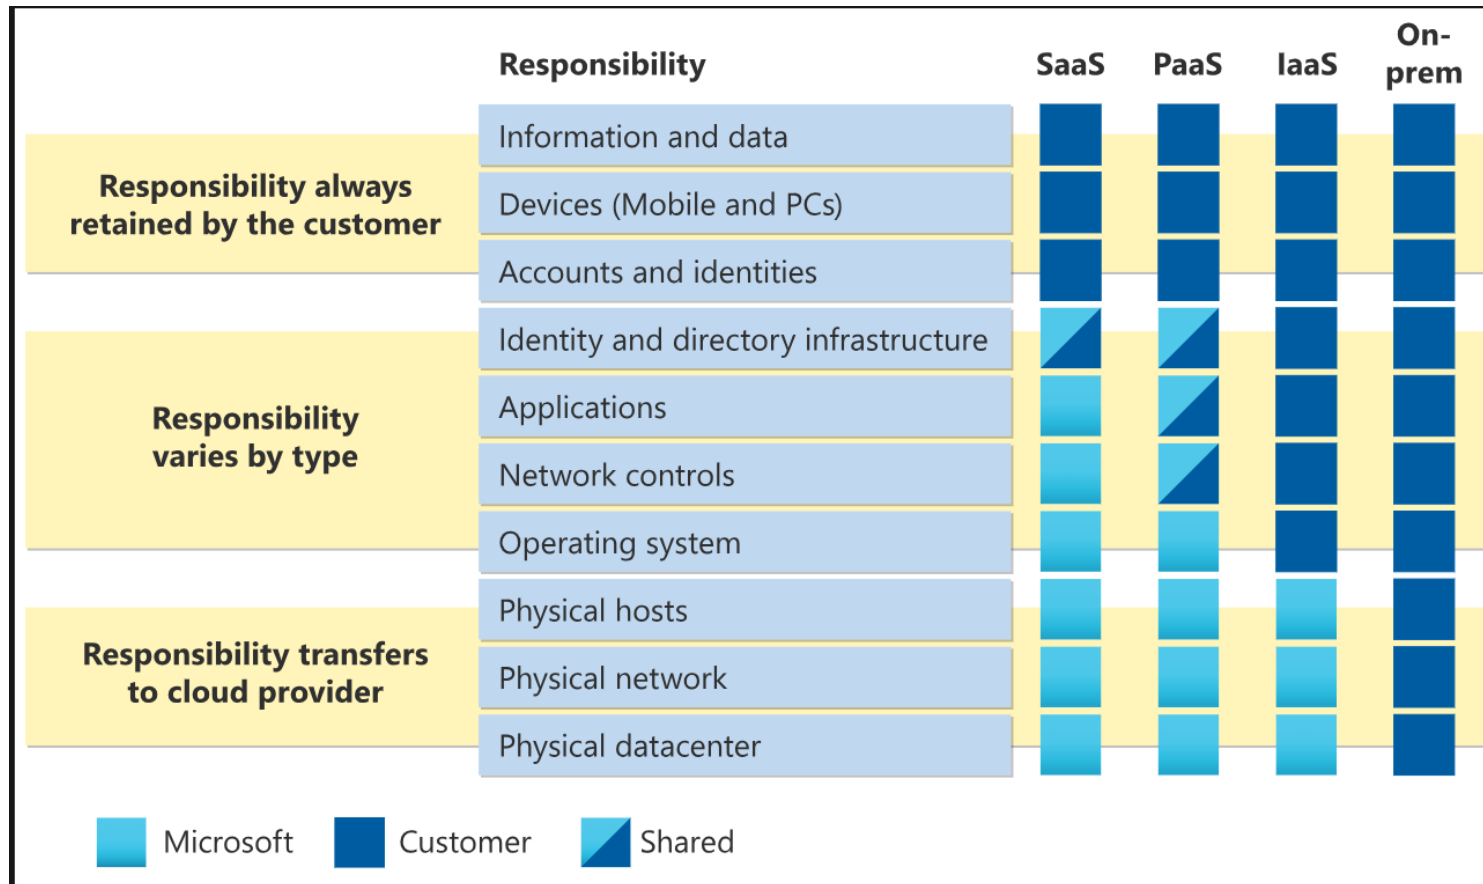 Responsibility SaaS PaaS IaaS On-
prem
Responsibility always
retained by the customer
Information and data
Devices (Mobile and PCs)
Accounts and identities
Responsibility
varies by type
Identity and directory infrastructure
Applications
Network controls
Operating system
Responsibility transfers
to cloud provider
Physical hosts
Physical network
Physical datacenter
Microsoft Customer Shared